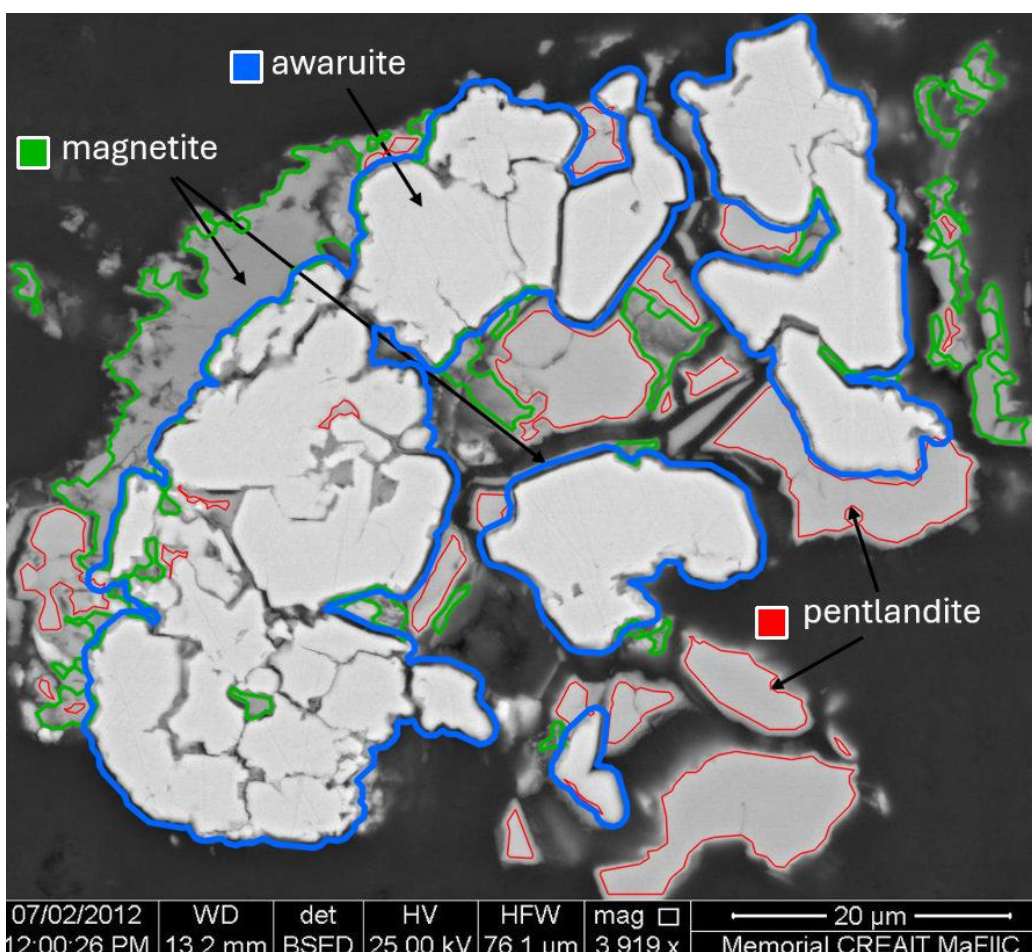 awaruite
magnetite
pentlandite
07/02/2012 WD det HV HFW mag 20 µm
12:00:26 PM 13.2 mm BSED 25.00 kV 76.1 µm 3 919 x Memorial CREAIT MaFIIC